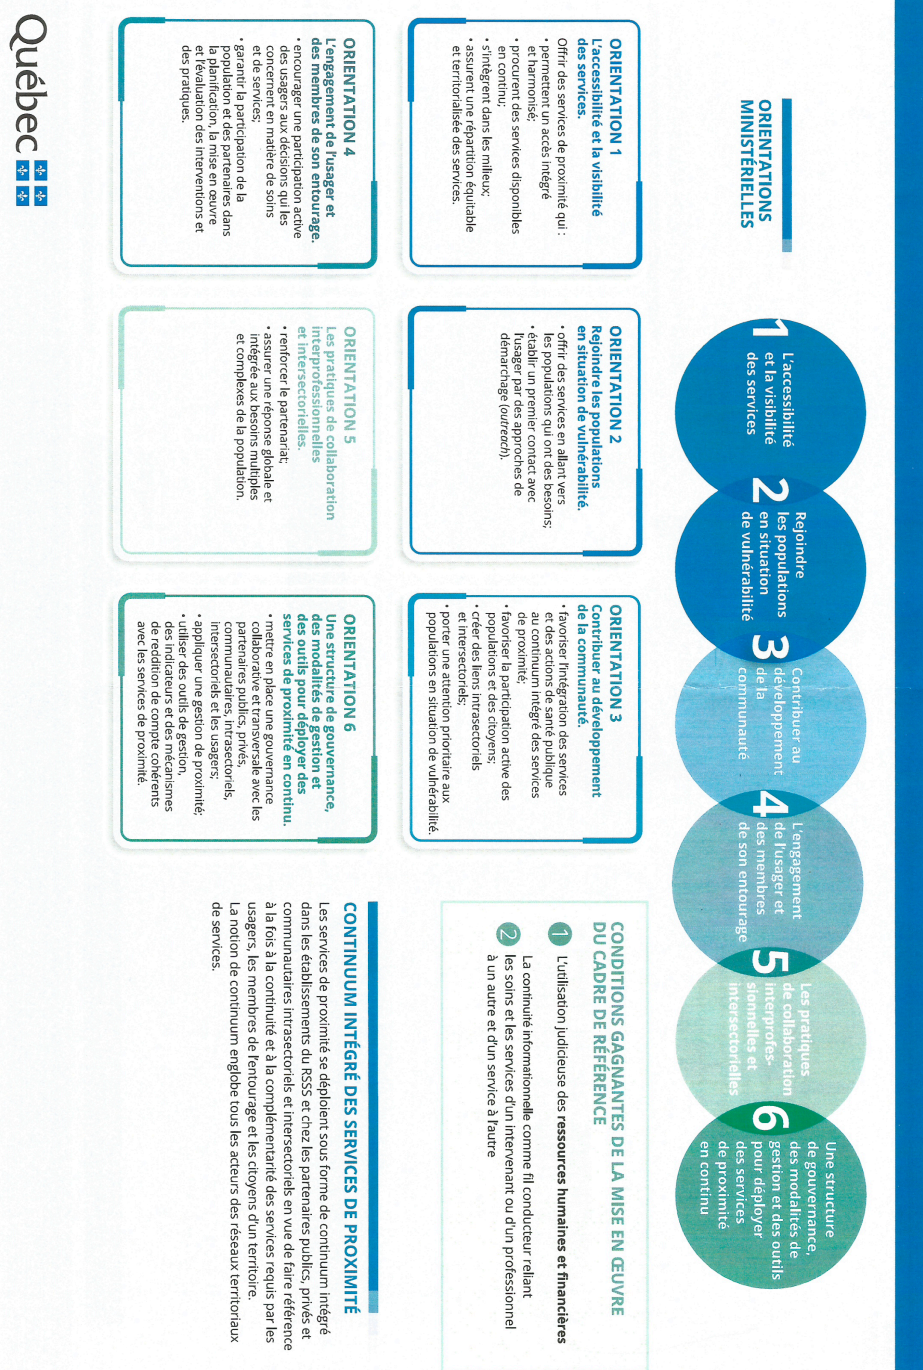 ORIENTATIONS
MINISTÉRIELLES
1
L'accessibilité
et la visibilité
des services
2
Rejoindre
les populations
en situation
de vulnérabilité
3
Contribuer au
développement
de la
communauté
4
L'engagement
de l'usager et
des membres
de son entourage
5
Les pratiques
de collaboration
interprofes-
sionnelles et
intersectorielles
6
Une structure
de gouvernance,
des modalités de
gestion et des outils
pour déployer
des services
de proximité
en continu
ORIENTATION 1
L'accessibilité et la visibilité
des services.
Offrir des services de proximité qui :
• permettent un accès intégré
et harmonisé;
• procurent des services disponibles
en continu;
• s'intègrent dans les milieux;
• assurent une répartition équitable
et territorialisée des services.
ORIENTATION 2
Rejoindre les populations
en situation de vulnérabilité.
• offrir des services en allant vers
les populations qui ont des besoins;
• établir un premier contact avec
l'usager par des approches de
démarchage (outreach).
ORIENTATION 3
Contribuer au développement
de la communauté.
• favoriser l'intégration des services
et des actions de santé publique
au continuum intégré des services
de proximité;
• favoriser la participation active des
populations et des citoyens;
• créer des liens intrasectoriels
et intersectoriels;
• porter une attention prioritaire aux
populations en situation de vulnérabilité.
ORIENTATION 4
L'engagement de l'usager et
des membres de son entourage.
• encourager une participation active
des usagers aux décisions qui les
concernent en matière de soins
et de services;
• garantir la participation de la
population et des partenaires dans
la planification, la mise en œuvre
et l'évaluation des interventions et
des pratiques.
ORIENTATION 5
Les pratiques de collaboration
interprofessionnelles
et intersectorielles.
• renforcer le partenariat;
• assurer une réponse globale et
intégrée aux besoins multiples
et complexes de la population.
ORIENTATION 6
Une structure de gouvernance,
des modalités de gestion et
des outils pour déployer des
services de proximité en continu.
• mettre en place une gouvernance
collaborative et transversale avec les
partenaires publics, privés,
communautaires, intrasectoriels,
intersectoriels et les usagers;
• appliquer une gestion de proximité;
• utiliser des outils de gestion,
des indicateurs et des mécanismes
de reddition de compte cohérents
avec les services de proximité.
CONDITIONS GAGNANTES DE LA MISE EN ŒUVRE
DU CADRE DE RÉFÉRENCE
1 L'utilisation judicieuse des ressources humaines et financières
2 La continuité informationnelle comme fil conducteur reliant
les soins et les services d'un intervenant ou d'un professionnel
à un autre et d'un service à l'autre
CONTINUUM INTÉGRÉ DES SERVICES DE PROXIMITÉ
Les services de proximité se déploient sous forme de continuum intégré
dans les établissements du RSSS et chez les partenaires publics, privés et
communautaires intrasectoriels et intersectoriels en vue de faire référence
à la fois à la continuité et à la complémentarité des services requis par les
usagers, les membres de l'entourage et les citoyens d'un territoire.
La notion de continuum englobe tous les acteurs des réseaux territoriaux
de services.
Québec